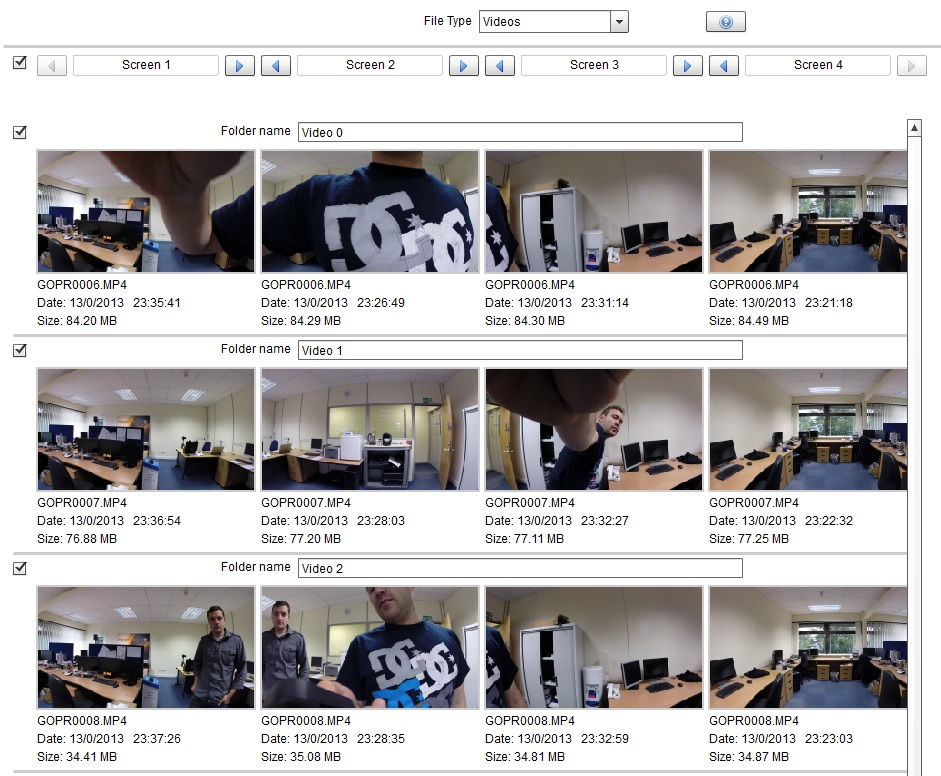 File Type Videos
Screen 1 Screen 2 Screen 3 Screen 4
Folder name Video 0
DC DC
GOPR0006.MP4 GOPR0006.MP4 GOPR0006.MP4 GOPR0006.MP4
Date: 13/0/2013 23:35:41 Date: 13/0/2013 23:26:49 Date: 13/0/2013 23:31:14 Date: 13/0/2013 23:21:18
Size: 84.20 MB Size: 84.29 MB Size: 84.30 MB Size: 84.49 MB
Folder name Video 1
GOPR0007.MP4 GOPR0007.MP4 GOPR0007.MP4 GOPR0007.MP4
Date: 13/0/2013 23:36:54 Date: 13/0/2013 23:28:03 Date: 13/0/2013 23:32:27 Date: 13/0/2013 23:22:32
Size: 76.88 MB Size: 77.20 MB Size: 77.11 MB Size: 77.25 MB
Folder name Video 2
DC DC
GOPR0008.MP4 GOPR0008.MP4 GOPR0008.MP4 GOPR0008.MP4
Date: 13/0/2013 23:37:26 Date: 13/0/2013 23:28:35 Date: 13/0/2013 23:32:59 Date: 13/0/2013 23:23:03
Size: 34.41 MB Size: 35.08 MB Size: 34.81 MB Size: 34.87 MB